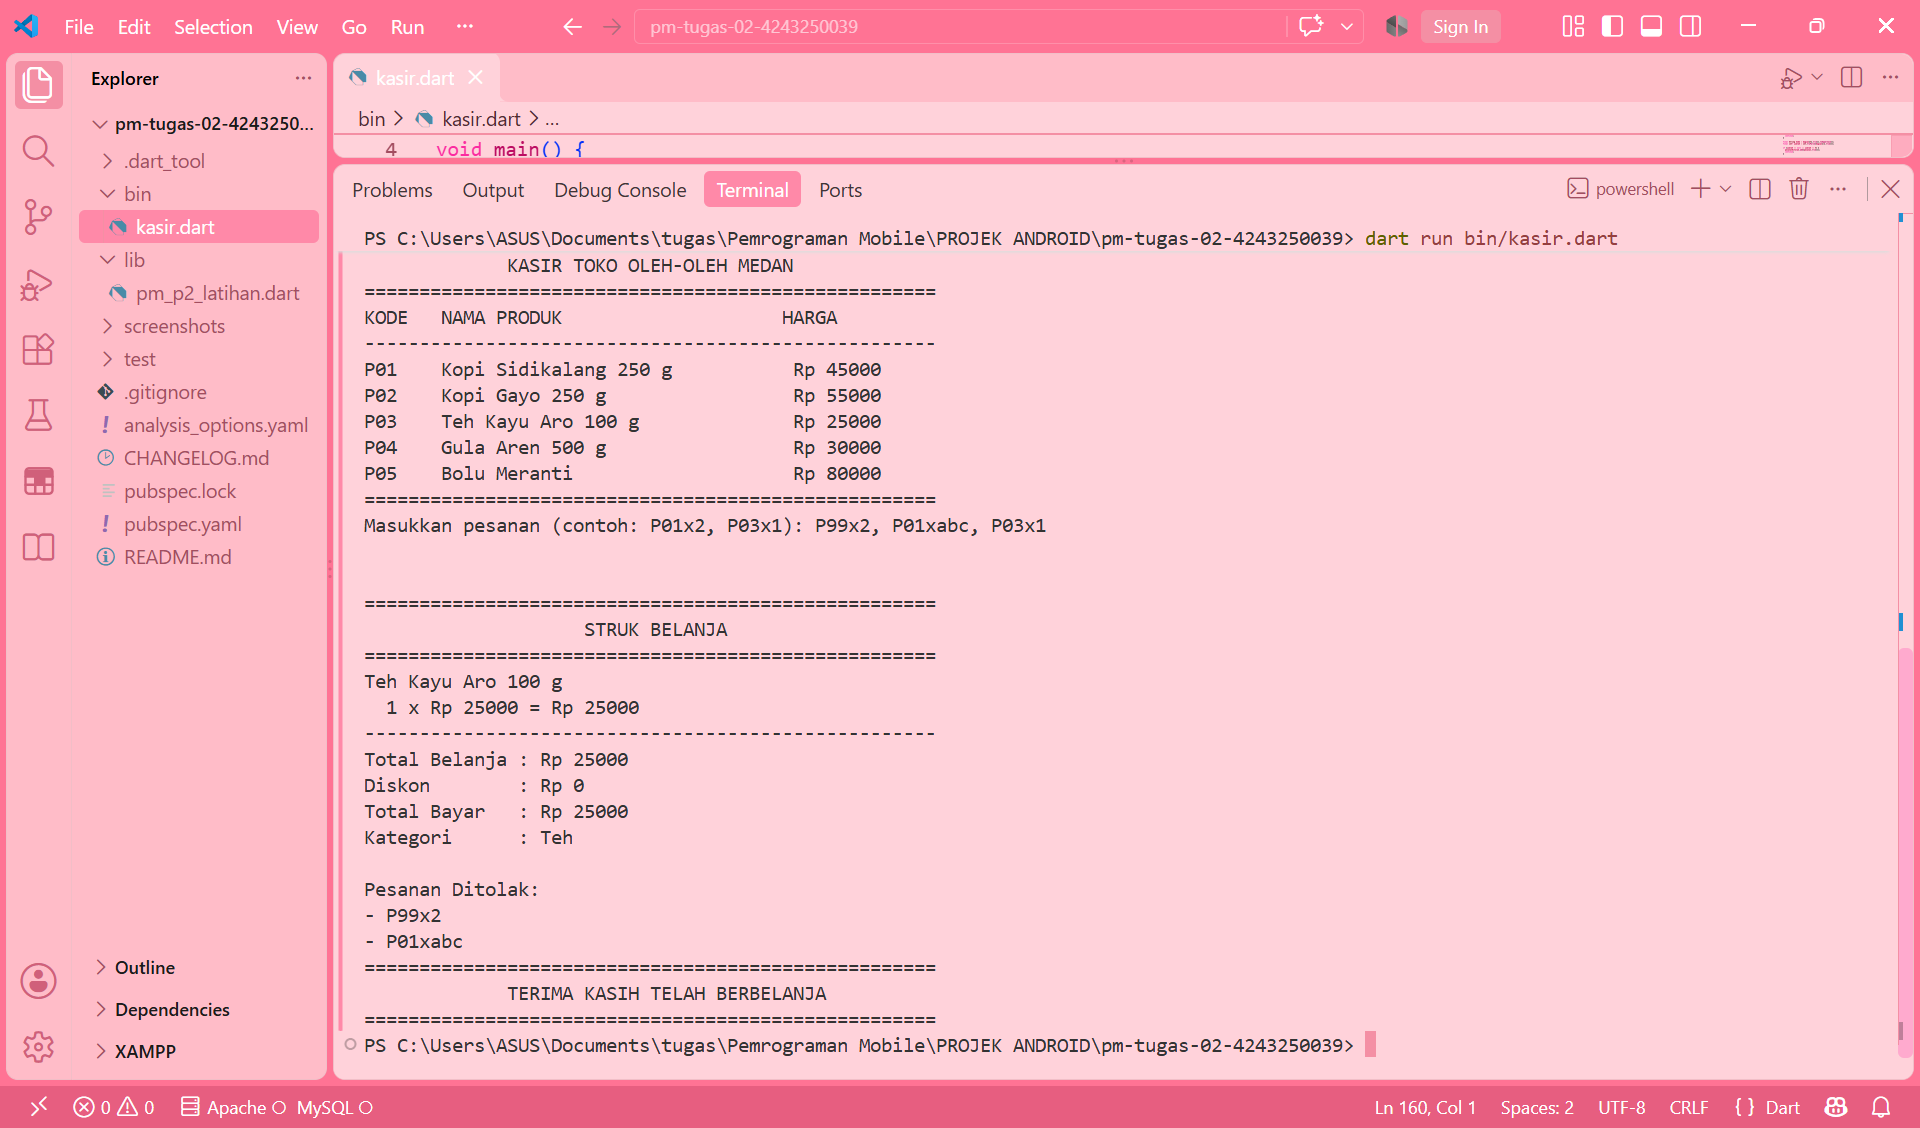 File Edit Selection View Go Run ···
pm-tugas-02-4243250039
Sign In
Explorer
pm-tugas-02-4243250...
.dart_tool
bin
kasir.dart
lib
pm_p2_latihan.dart
screenshots
test
.gitignore
! analysis_options.yaml
CHANGELOG.md
pubspec.lock
! pubspec.yaml
README.md
Outline
Dependencies
XAMPP
kasir.dart
bin > kasir.dart > ...
4 void main() {
Problems Output Debug Console Terminal Ports
powershell
PS C:\Users\ASUS\Documents\tugas\Pemrograman Mobile\PROJEK ANDROID\pm-tugas-02-4243250039> dart run bin/kasir.dart
KASIR TOKO OLEH-OLEH MEDAN
====================================================
KODE   NAMA PRODUK                    HARGA
----------------------------------------------------
P01    Kopi Sidikalang 250 g           Rp 45000
P02    Kopi Gayo 250 g                 Rp 55000
P03    Teh Kayu Aro 100 g              Rp 25000
P04    Gula Aren 500 g                 Rp 30000
P05    Bolu Meranti                    Rp 80000
====================================================
Masukkan pesanan (contoh: P01x2, P03x1): P99x2, P01xabc, P03x1
====================================================
STRUK BELANJA
====================================================
Teh Kayu Aro 100 g
  1 x Rp 25000 = Rp 25000
----------------------------------------------------
Total Belanja : Rp 25000
Diskon        : Rp 0
Total Bayar   : Rp 25000
Kategori      : Teh
Pesanan Ditolak:
- P99x2
- P01xabc
====================================================
TERIMA KASIH TELAH BERBELANJA
====================================================
PS C:\Users\ASUS\Documents\tugas\Pemrograman Mobile\PROJEK ANDROID\pm-tugas-02-4243250039>
0 0 Apache MySQL
Ln 160, Col 1 Spaces: 2 UTF-8 CRLF { } Dart